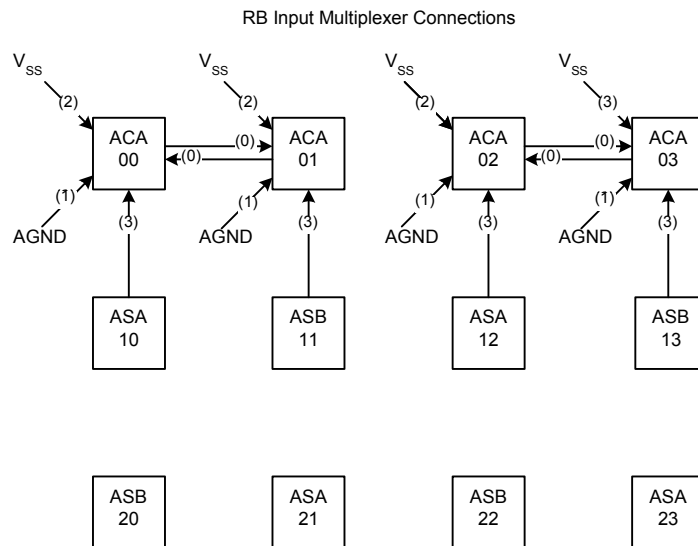 RB Input Multiplexer Connections
VSS VSS VSS VSS
(2) (2) (2) (3)
ACA ACA ACA ACA
(0) (0)
00 01 02 03
(0) (0)
(1) (1) (1) (1)
(3) (3) (3) (3)
AGND AGND AGND AGND
ASA ASB ASA ASB
10 11 12 13
ASB ASA ASB ASA
20 21 22 23